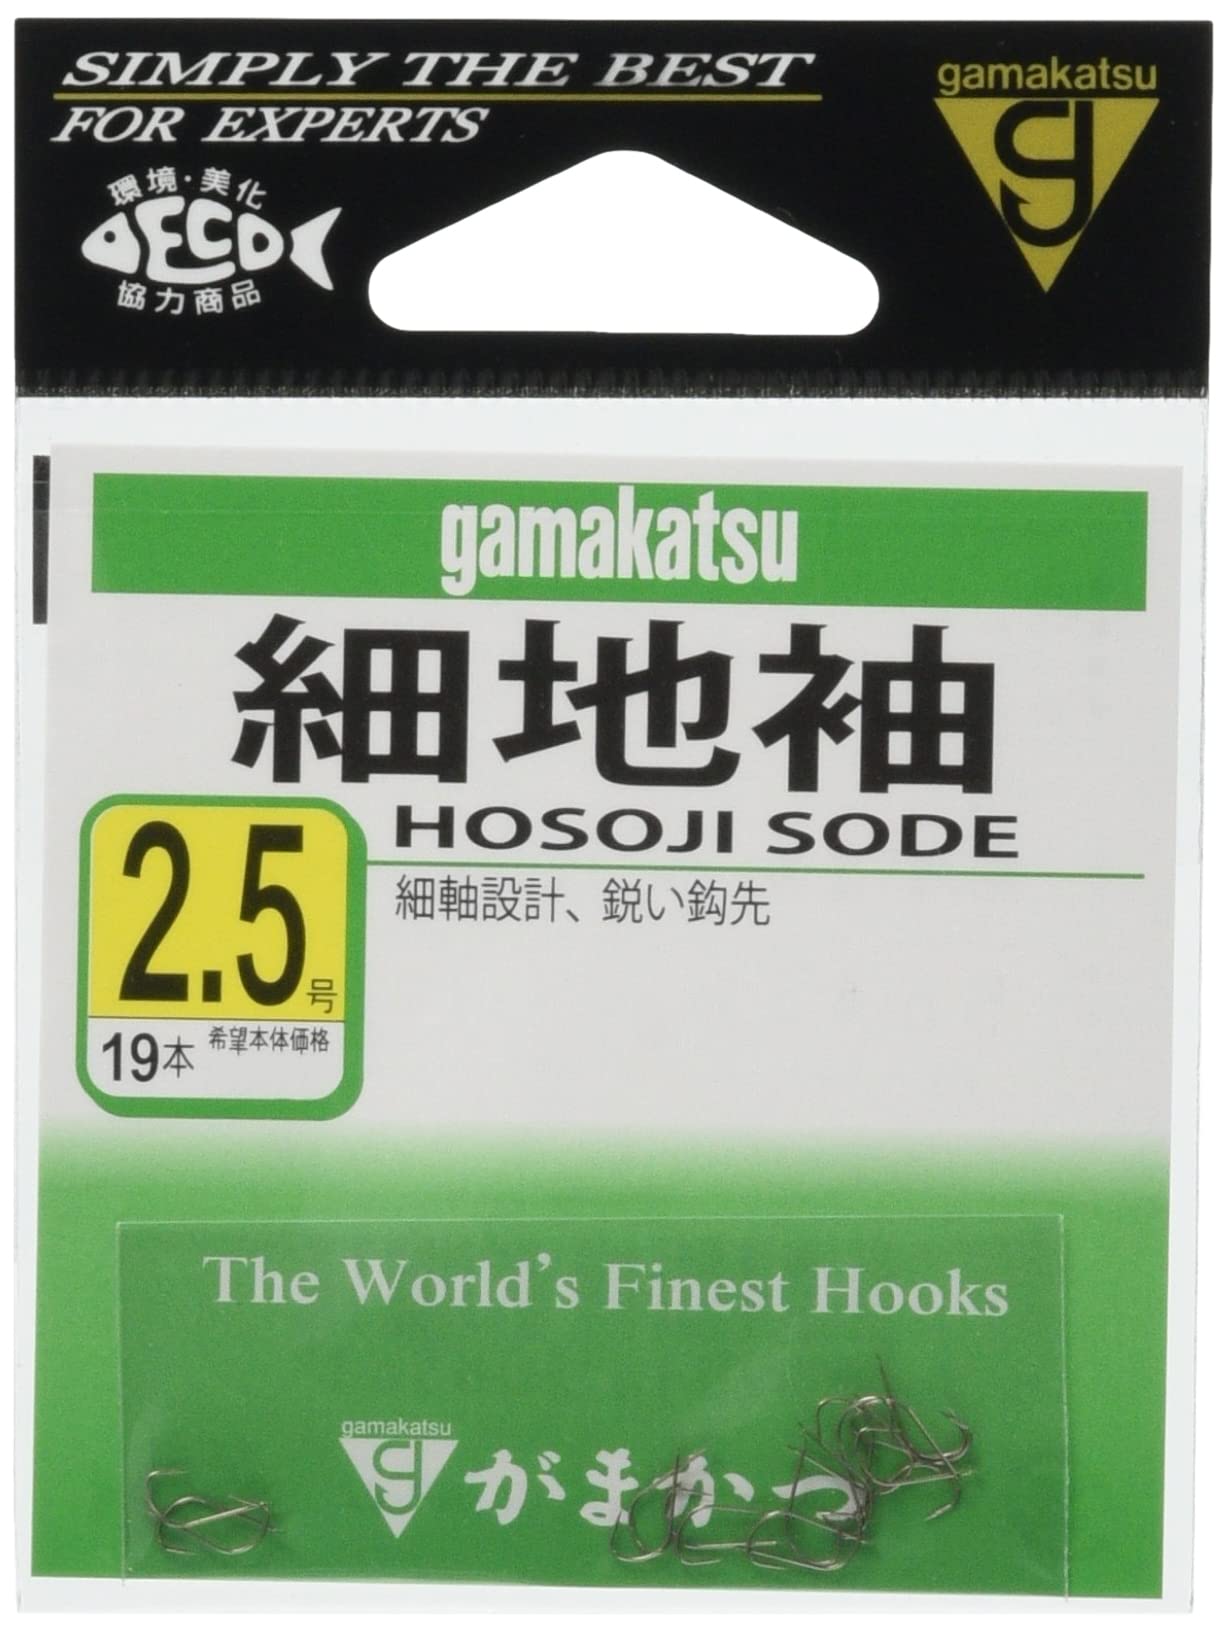 SIMPLY THE BEST
FOR EXPERTS
gamakatsu
g
環境・美化
ECO
協力商品
gamakatsu
細地袖
HOSOJI SODE
2.5号
細軸設計、鋭い鈎先
19本 希望本体価格
The World's Finest Hooks
gamakatsu
g
がまかつ